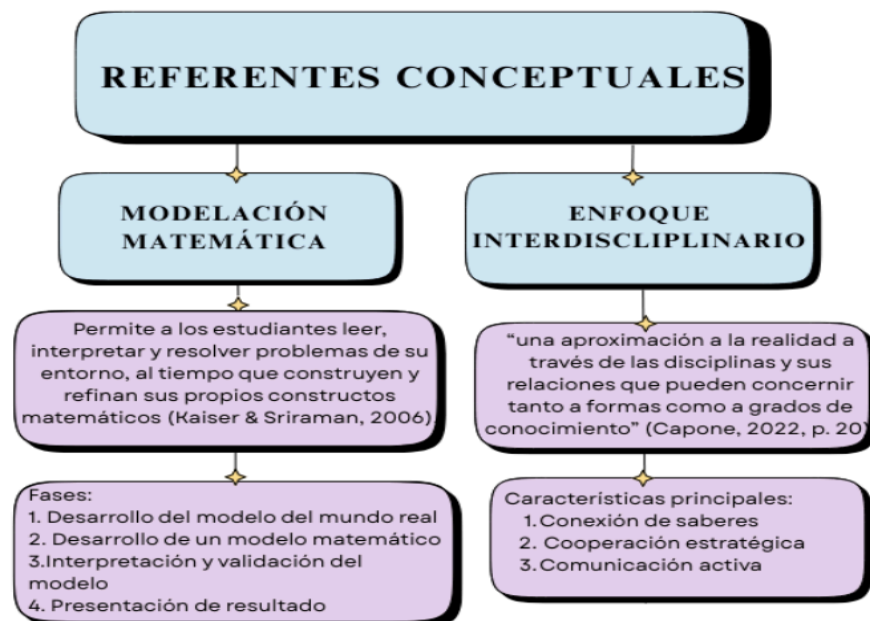 REFERENTES CONCEPTUALES
MODELACIÓN
MATEMÁTICA
Permite a los estudiantes leer,
interpretar y resolver problemas de su
entorno, al tiempo que construyen y
refinan sus propios constructos
matemáticos (Kaiser & Sriraman, 2006)
Fases:
1. Desarrollo del modelo del mundo real
2. Desarrollo de un modelo matemático
3.Interpretación y validación del
modelo
4. Presentación de resultado
ENFOQUE
INTERDISCLIPLINARIO
“una aproximación a la realidad a
través de las disciplinas y sus
relaciones que pueden concernir
tanto a formas como a grados de
conocimiento” (Capone, 2022, p. 20)
Características principales:
1.Conexión de saberes
2. Cooperación estratégica
3.Comunicación activa